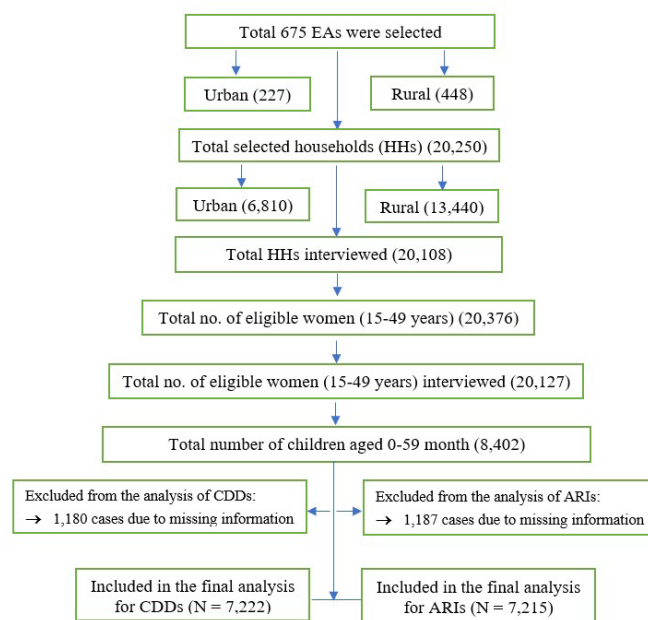 Total 675 EAs were selected
Urban (227)
Rural (448)
Total selected households (HHs) (20,250)
Urban (6,810)
Rural (13,440)
Total HHs interviewed (20,108)
Total no. of eligible women (15-49 years) (20,376)
Total no. of eligible women (15-49 years) interviewed (20,127)
Total number of children aged 0-59 month (8,402)
Excluded from the analysis of CDDs:
→ 1,180 cases due to missing information
Excluded from the analysis of ARIs:
→ 1,187 cases due to missing information
Included in the final analysis
for CDDs (N = 7,222)
Included in the final analysis
for ARIs (N = 7,215)